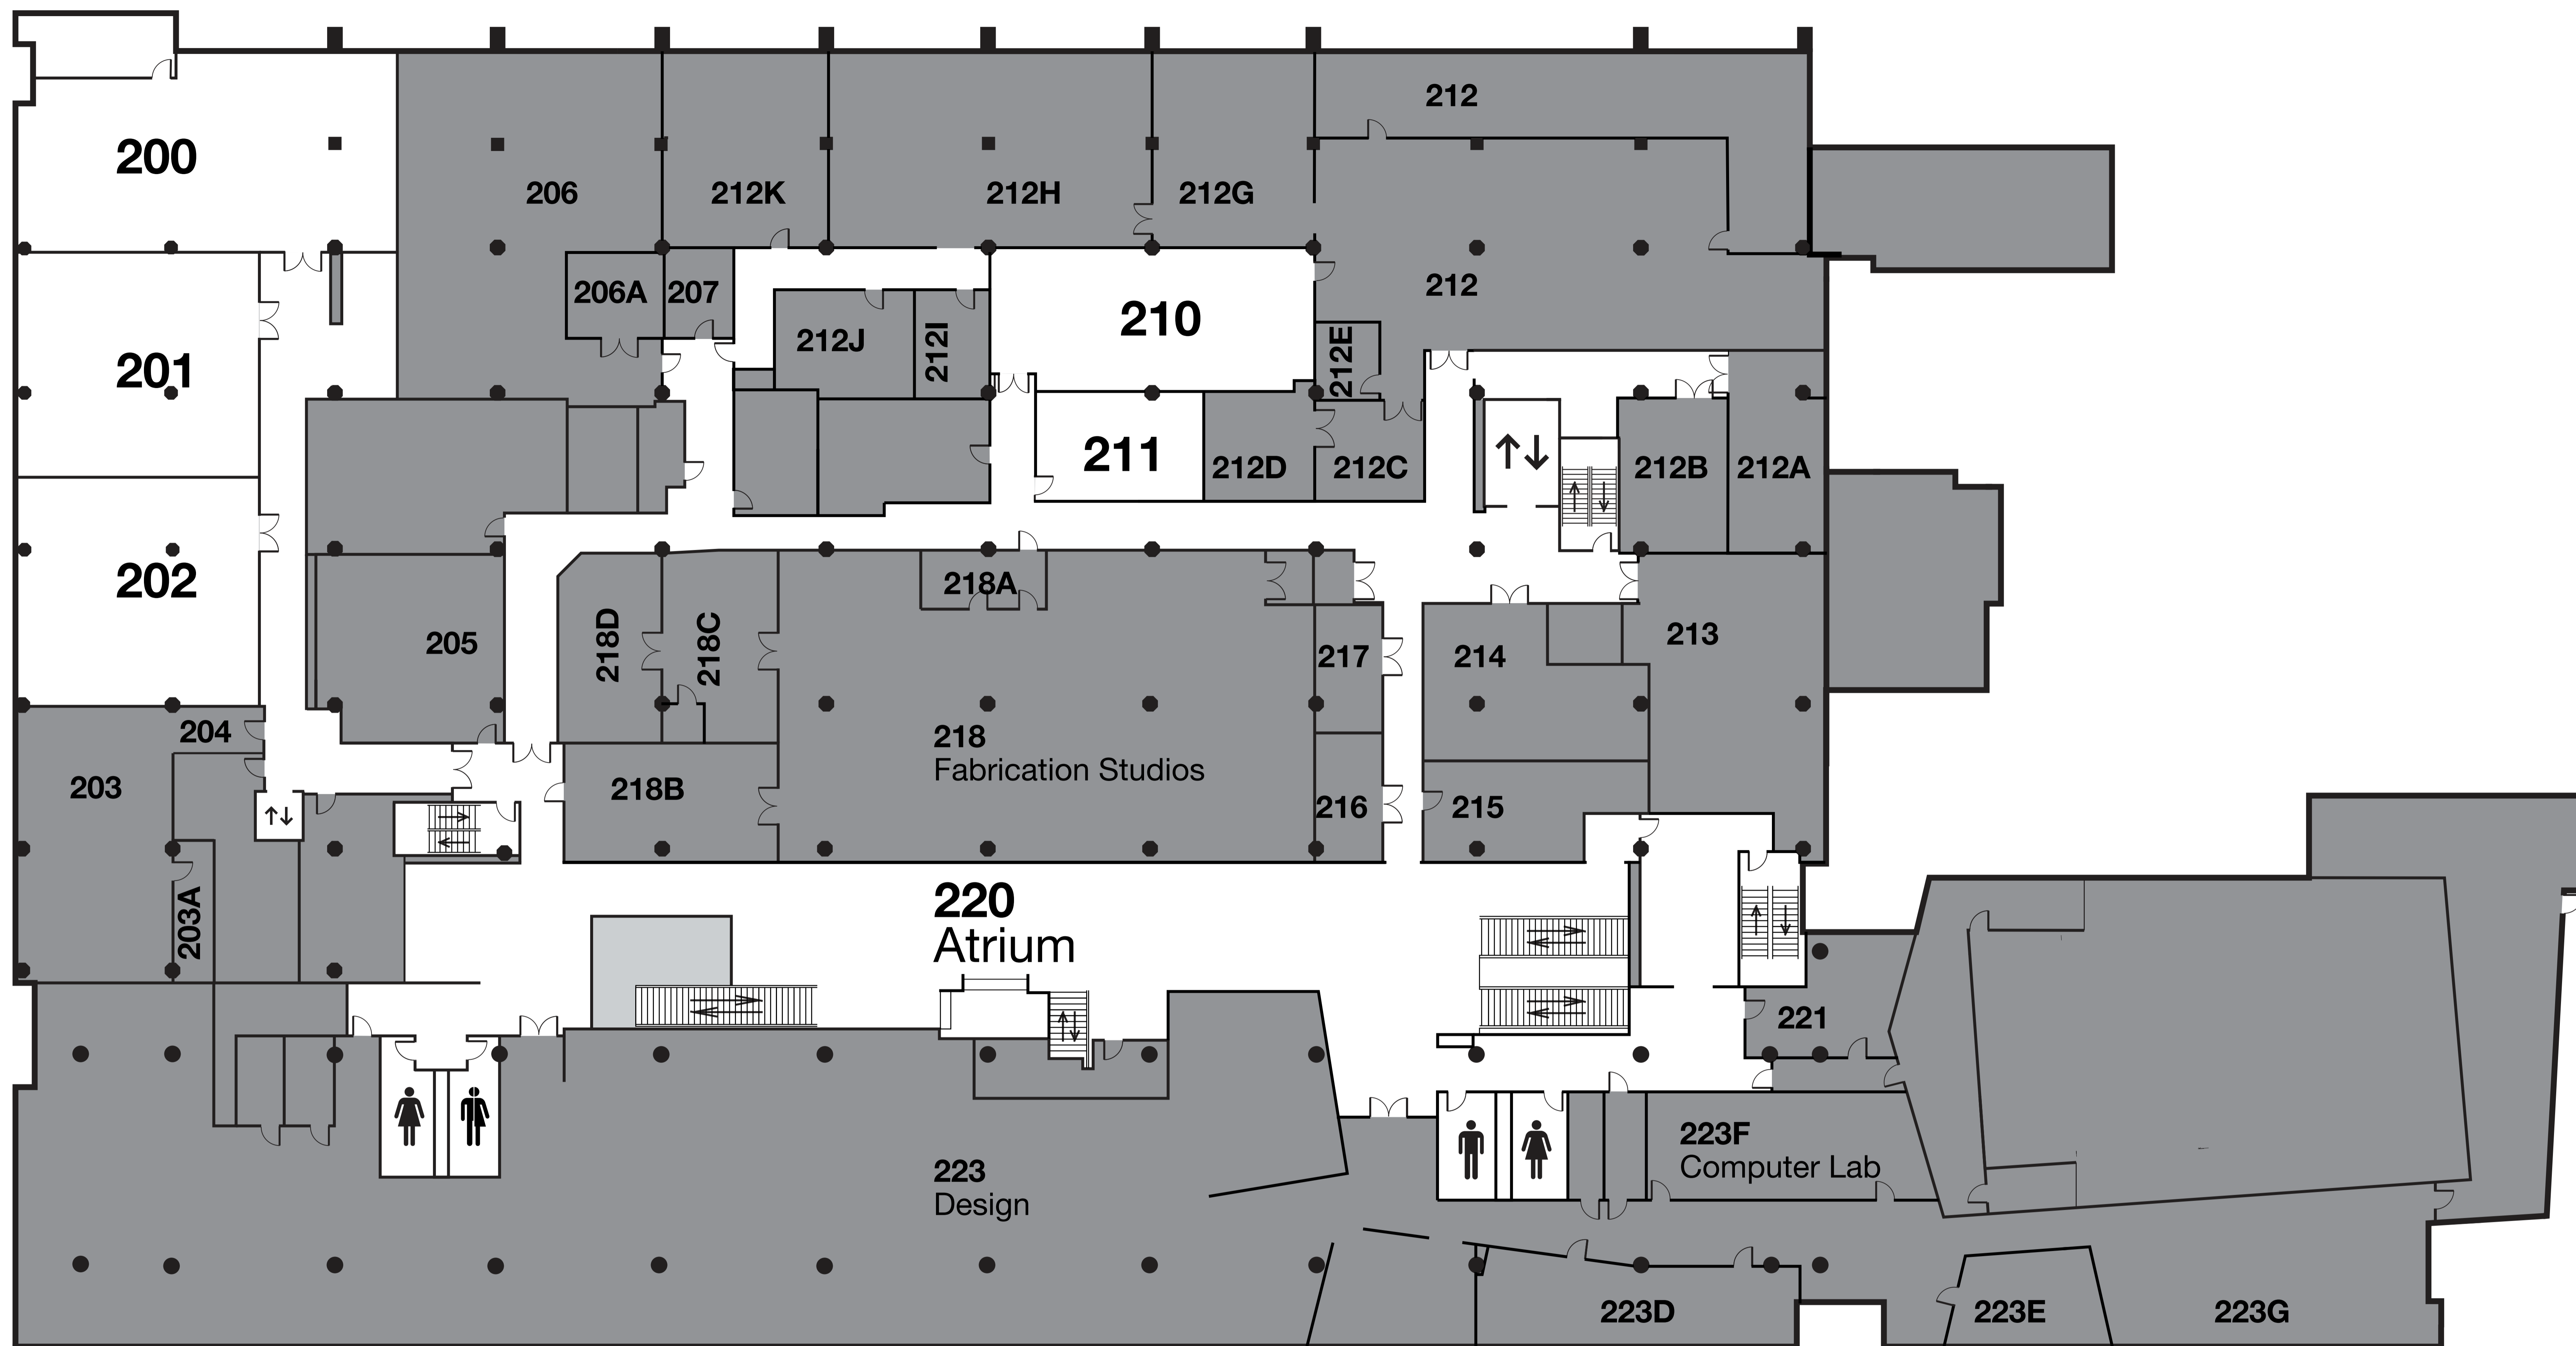 212
200
206
212K
212H
212G
206A
207
212
210
212J
212I
212E
201
211
212D
212C
212B
212A
202
218A
205
218D
218C
217
214
213
204
218
Fabrication Studios
203
218B
216
215
203A
220
Atrium
221
223F
Computer Lab
223
Design
223D
223E
223G